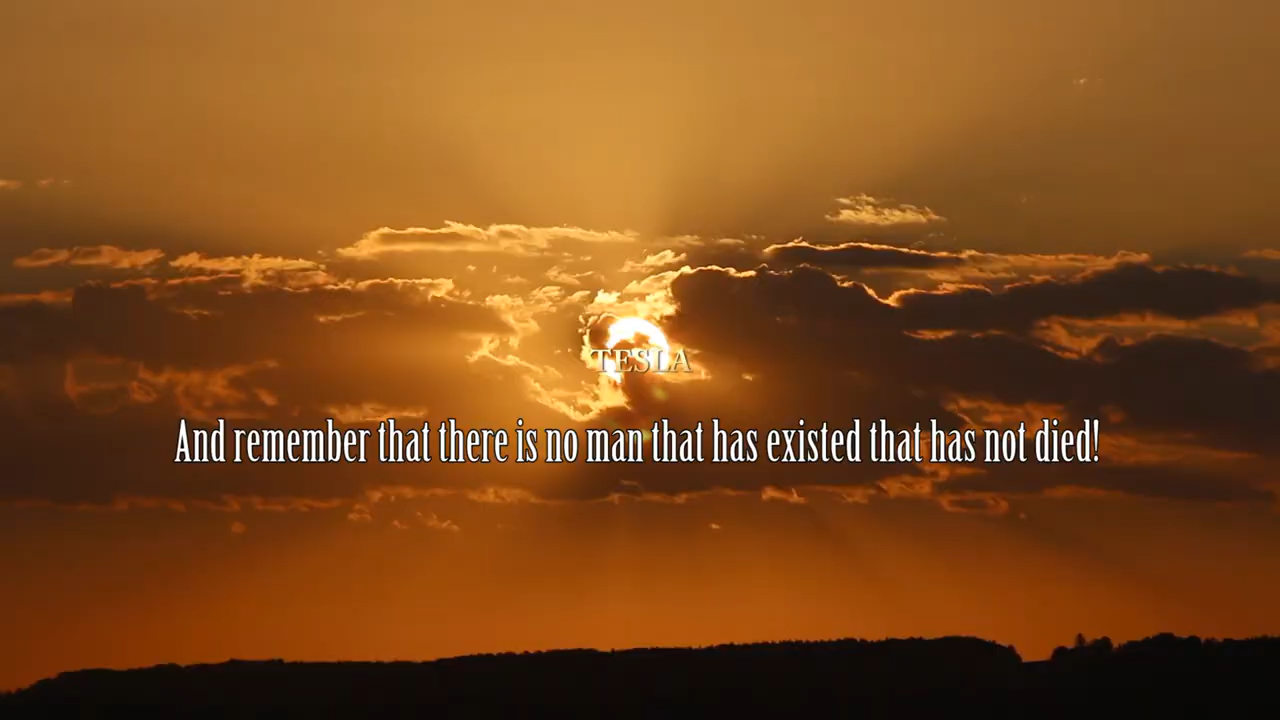 TESLA
And remember that there is no man that has existed that has not died!